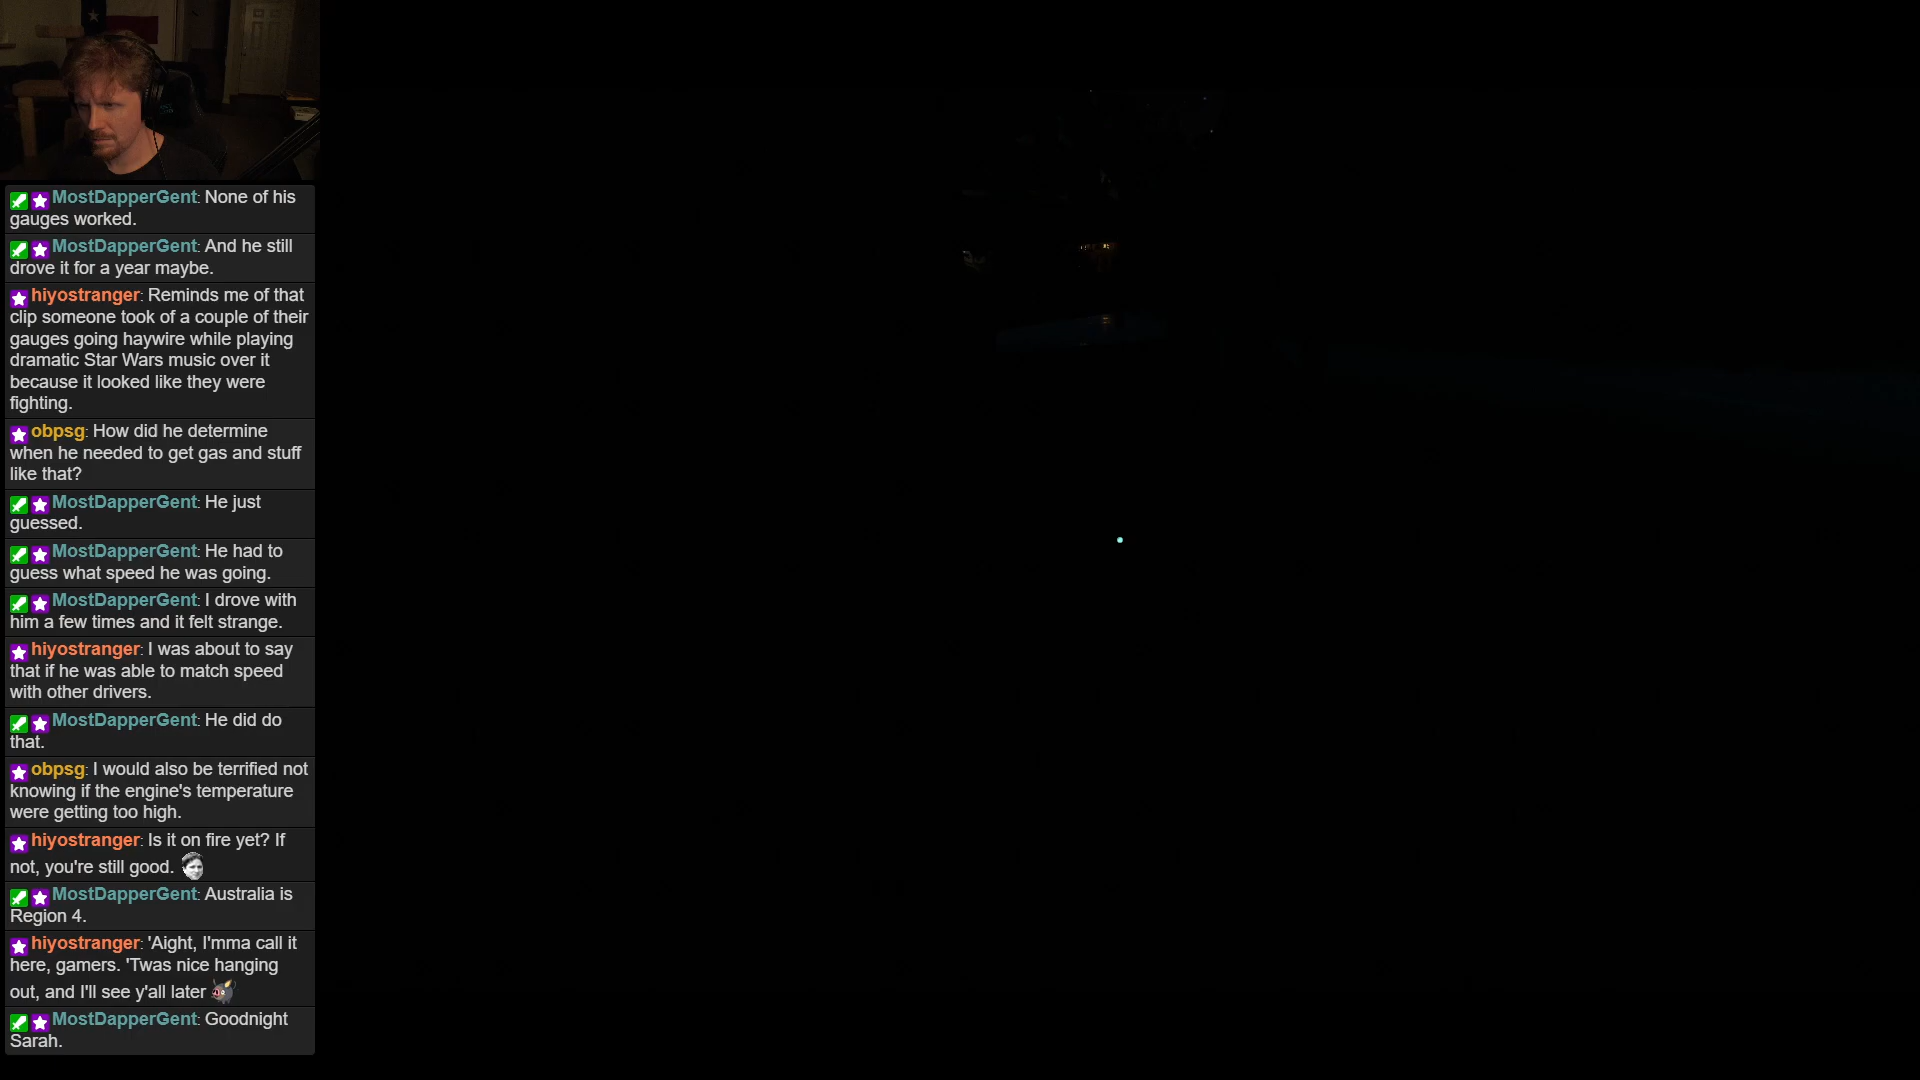 MostDapperGent: None of his
gauges worked.
MostDapperGent: And he still
drove it for a year maybe.
hiyostranger: Reminds me of that
clip someone took of a couple of their
gauges going haywire while playing
dramatic Star Wars music over it
because it looked like they were
fighting.
obpsg: How did he determine
when he needed to get gas and stuff
like that?
MostDapperGent: He just
guessed.
MostDapperGent: He had to
guess what speed he was going.
MostDapperGent: I drove with
him a few times and it felt strange.
hiyostranger: I was about to say
that if he was able to match speed
with other drivers.
MostDapperGent: He did do
that.
obpsg: I would also be terrified not
knowing if the engine's temperature
were getting too high.
hiyostranger: Is it on fire yet? If
not, you're still good.
MostDapperGent: Australia is
Region 4.
hiyostranger: 'Aight, I'mma call it
here, gamers. 'Twas nice hanging
out, and I'll see y'all later
MostDapperGent: Goodnight
Sarah.